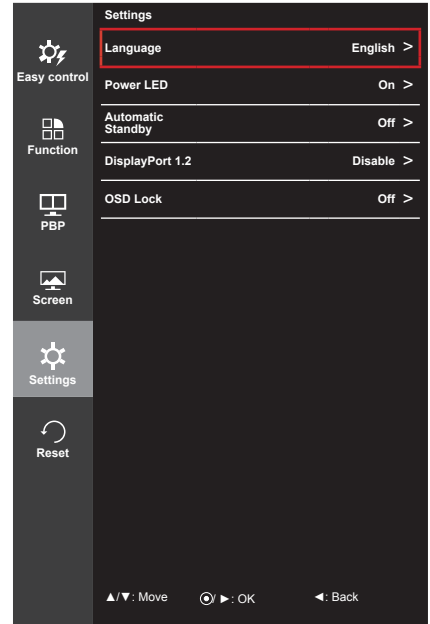 Settings
Easy control
Language English >
Power LED On >
Automatic
Standby Off >
Function
DisplayPort 1.2 Disable >
OSD Lock Off >
PBP
Screen
Settings
Reset
▲/▼: Move ◉/ ►: OK ◄: Back